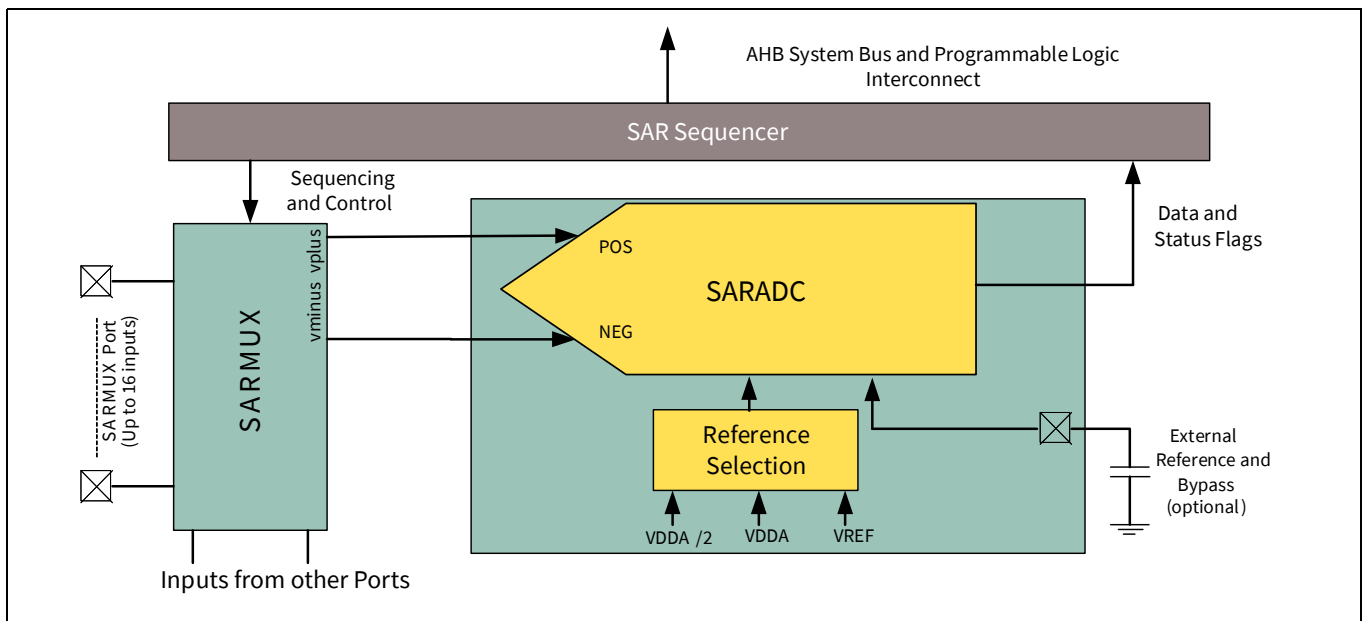 AHB System Bus and Programmable Logic
Interconnect
SAR Sequencer
Sequencing
and Control
vminus vplus
POS
NEG
SARADC
Data and
Status Flags
SARMUX Port
(Up to 16 inputs)
SARMUX
Reference
Selection
External
Reference and
Bypass
(optional)
VDDA /2
VDDA
VREF
Inputs from other Ports